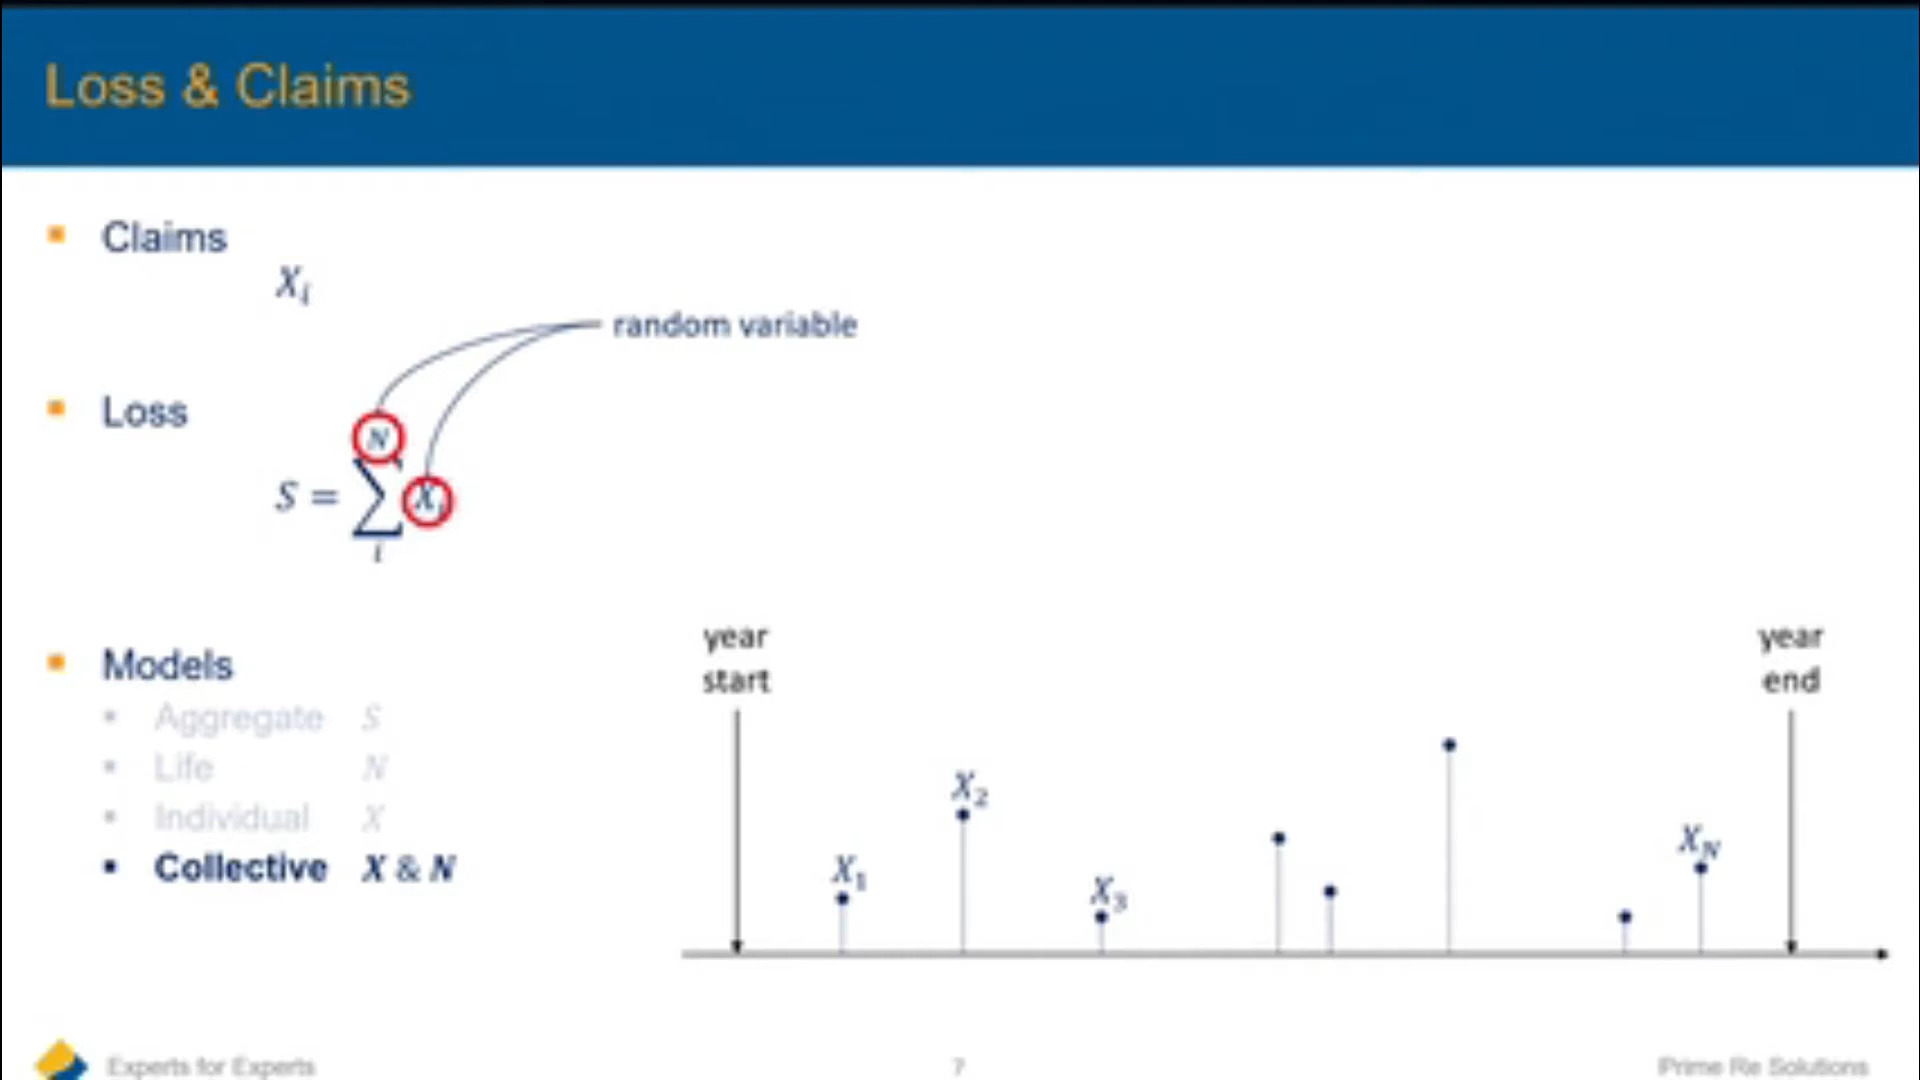 Loss & Claims
Claims
X_i
random variable
Loss
N
S = ∑ X_i
i
Models
Aggregate S
Life N
Individual X
Collective X & N
year
start
year
end
X_1
X_2
X_3
X_N
Experts for Experts
7
Prime Re Solutions